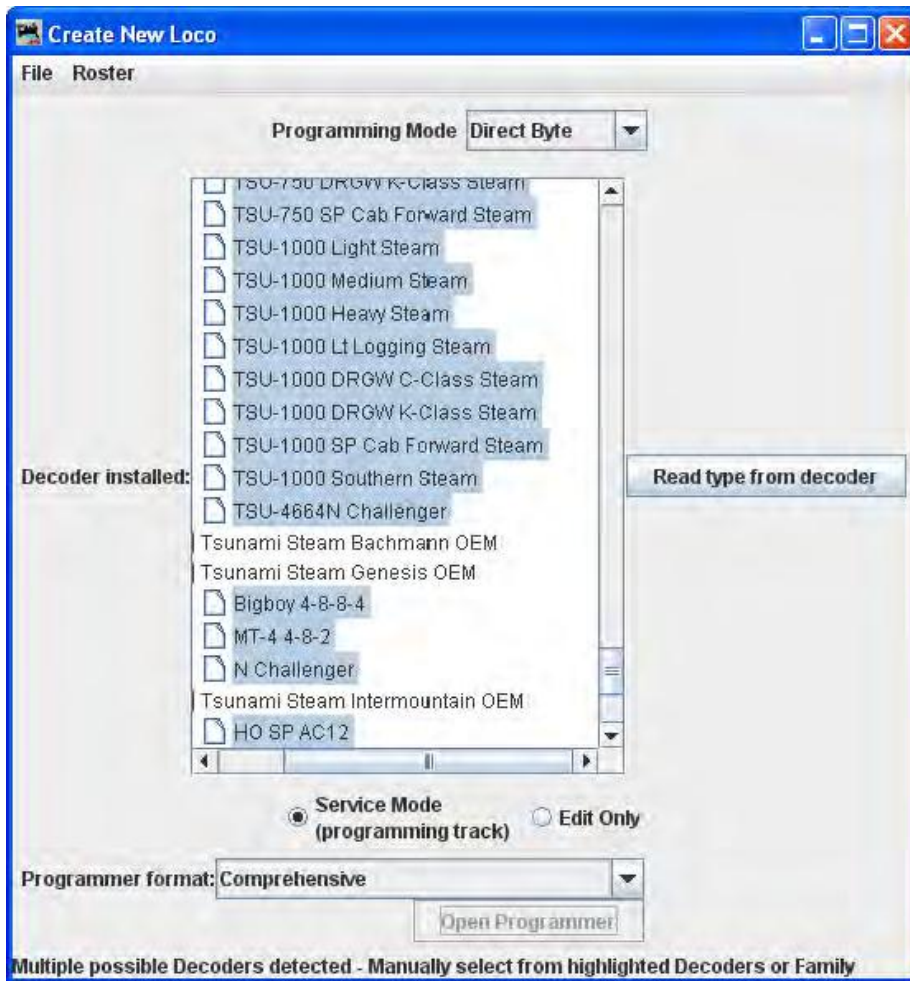 Create New Loco
File Roster
Programming Mode Direct Byte
TSU-750 DRGW K-Class Steam
TSU-750 SP Cab Forward Steam
TSU-1000 Light Steam
TSU-1000 Medium Steam
TSU-1000 Heavy Steam
TSU-1000 Lt Logging Steam
TSU-1000 DRGW C-Class Steam
TSU-1000 DRGW K-Class Steam
TSU-1000 SP Cab Forward Steam
Decoder installed: TSU-1000 Southern Steam Read type from decoder
TSU-4664N Challenger
Tsunami Steam Bachmann OEM
Tsunami Steam Genesis OEM
Bigboy 4-8-8-4
MT-4 4-8-2
N Challenger
Tsunami Steam Intermountain OEM
HO SP AC12
Service Mode
(programming track) Edit Only
Programmer format: Comprehensive
Open Programmer
Multiple possible Decoders detected - Manually select from highlighted Decoders or Family